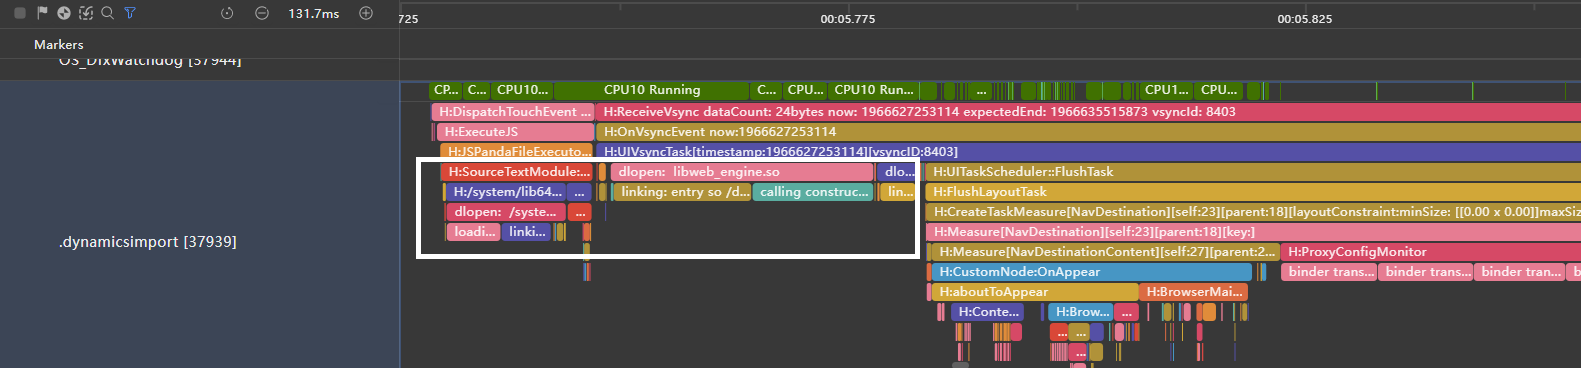 131.7ms
725 00:05.775 00:05.825
Markers
OS_DfxWatchdog [37944]
CP... C... CPU10... CPU10 Running C... CPU... CPU10 Run... ... CPU1... CPU...
H:DispatchTouchEvent ... H:ReceiveVsync dataCount: 24bytes now: 1966627253114 expectedEnd: 1966635515873 vsyncId: 8403
H:ExecuteJS H:OnVsyncEvent now:1966627253114
H:JSPandaFileExecuto... H:UIVsyncTask[timestamp:1966627253114][vsyncID:8403]
H:SourceTextModule:... dlopen: libweb_engine.so dlo... H:UITaskScheduler::FlushTask
H:/system/lib64... ... linking: entry so /d... calling construc... lin... H:FlushLayoutTask
dlopen: /syste... ... H:CreateTaskMeasure[NavDestination][self:23][parent:18][layoutConstraint:minSize: [[0.00 x 0.00]]maxSiz
.dynamicsimport [37939]
loadi... linki... H:Measure[NavDestination][self:23][parent:18][key:]
H:Measure[NavDestinationContent][self:27][parent:2... H:ProxyConfigMonitor
H:CustomNode:OnAppear binder trans... binder tran... binder tran... b
H:aboutToAppear H:BrowserMai...
H:Conte... H:Brow... ...
... ...
...